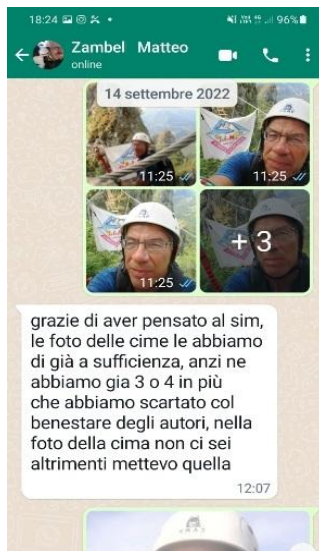 18:24 96%
Zambel Matteo
online
14 settembre 2022
11:25 11:25
11:25 + 3
grazie di aver pensato al sim,
le foto delle cime le abbiamo
di già a sufficienza, anzi ne
abbiamo gia 3 o 4 in più
che abbiamo scartato col
benestare degli autori, nella
foto della cima non ci sei
altrimenti mettevo quella
12:07